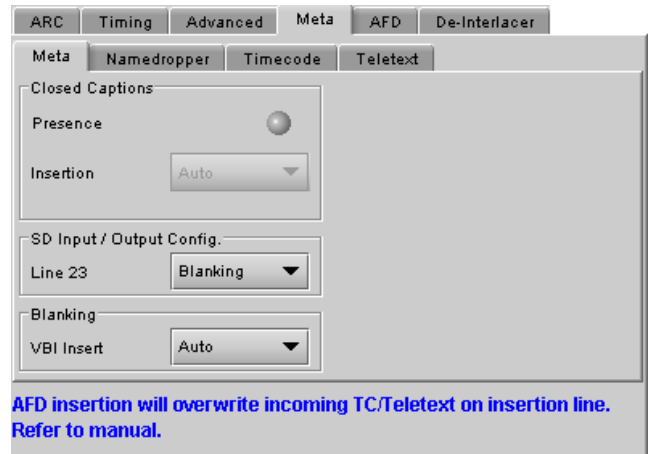 ARC Timing Advanced Meta AFD De-Interlacer
Meta Namedropper Timecode Teletext
Closed Captions
Presence
Insertion Auto
SD Input / Output Config.
Line 23 Blanking
Blanking
VBI Insert Auto
AFD insertion will overwrite incoming TC/Teletext on insertion line.
Refer to manual.